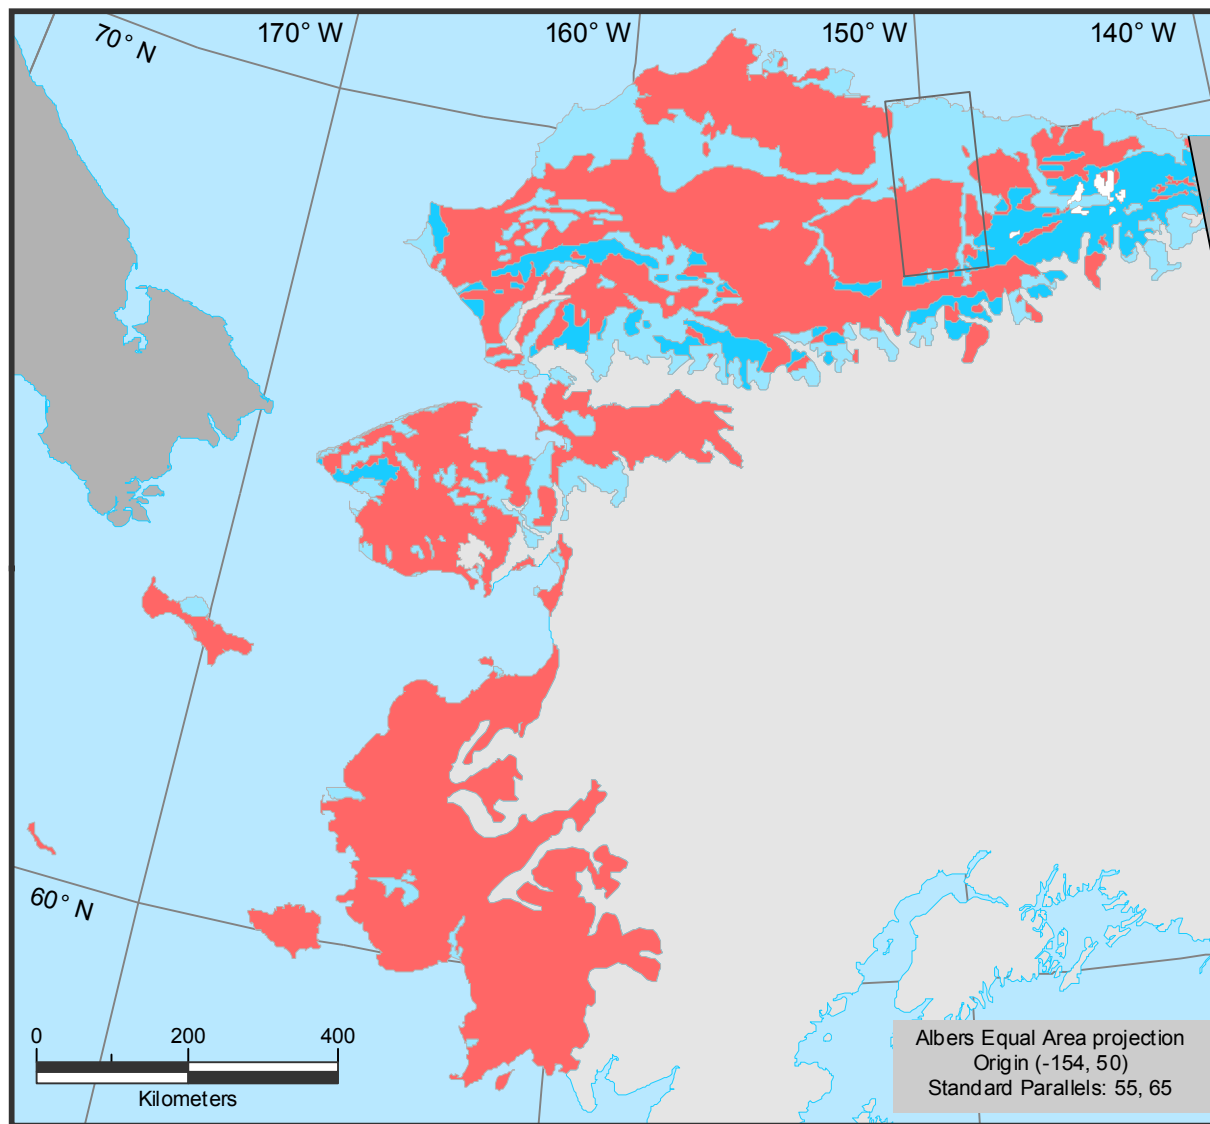 70° N
170° W
160° W
150° W
140° W
60° N
0
200
400
Kilometers
Albers Equal Area projection
Origin (-154, 50)
Standard Parallels: 55, 65